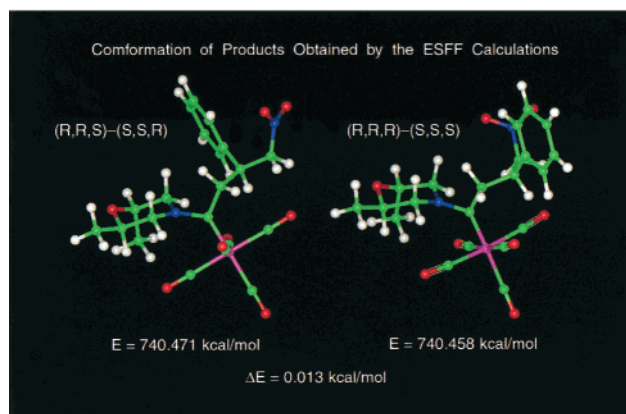 Comformation of Products Obtained by the ESFF Calculations
(R,R,S)–(S,S,R)
(R,R,R)–(S,S,S)
E = 740.471 kcal/mol
E = 740.458 kcal/mol
ΔE = 0.013 kcal/mol